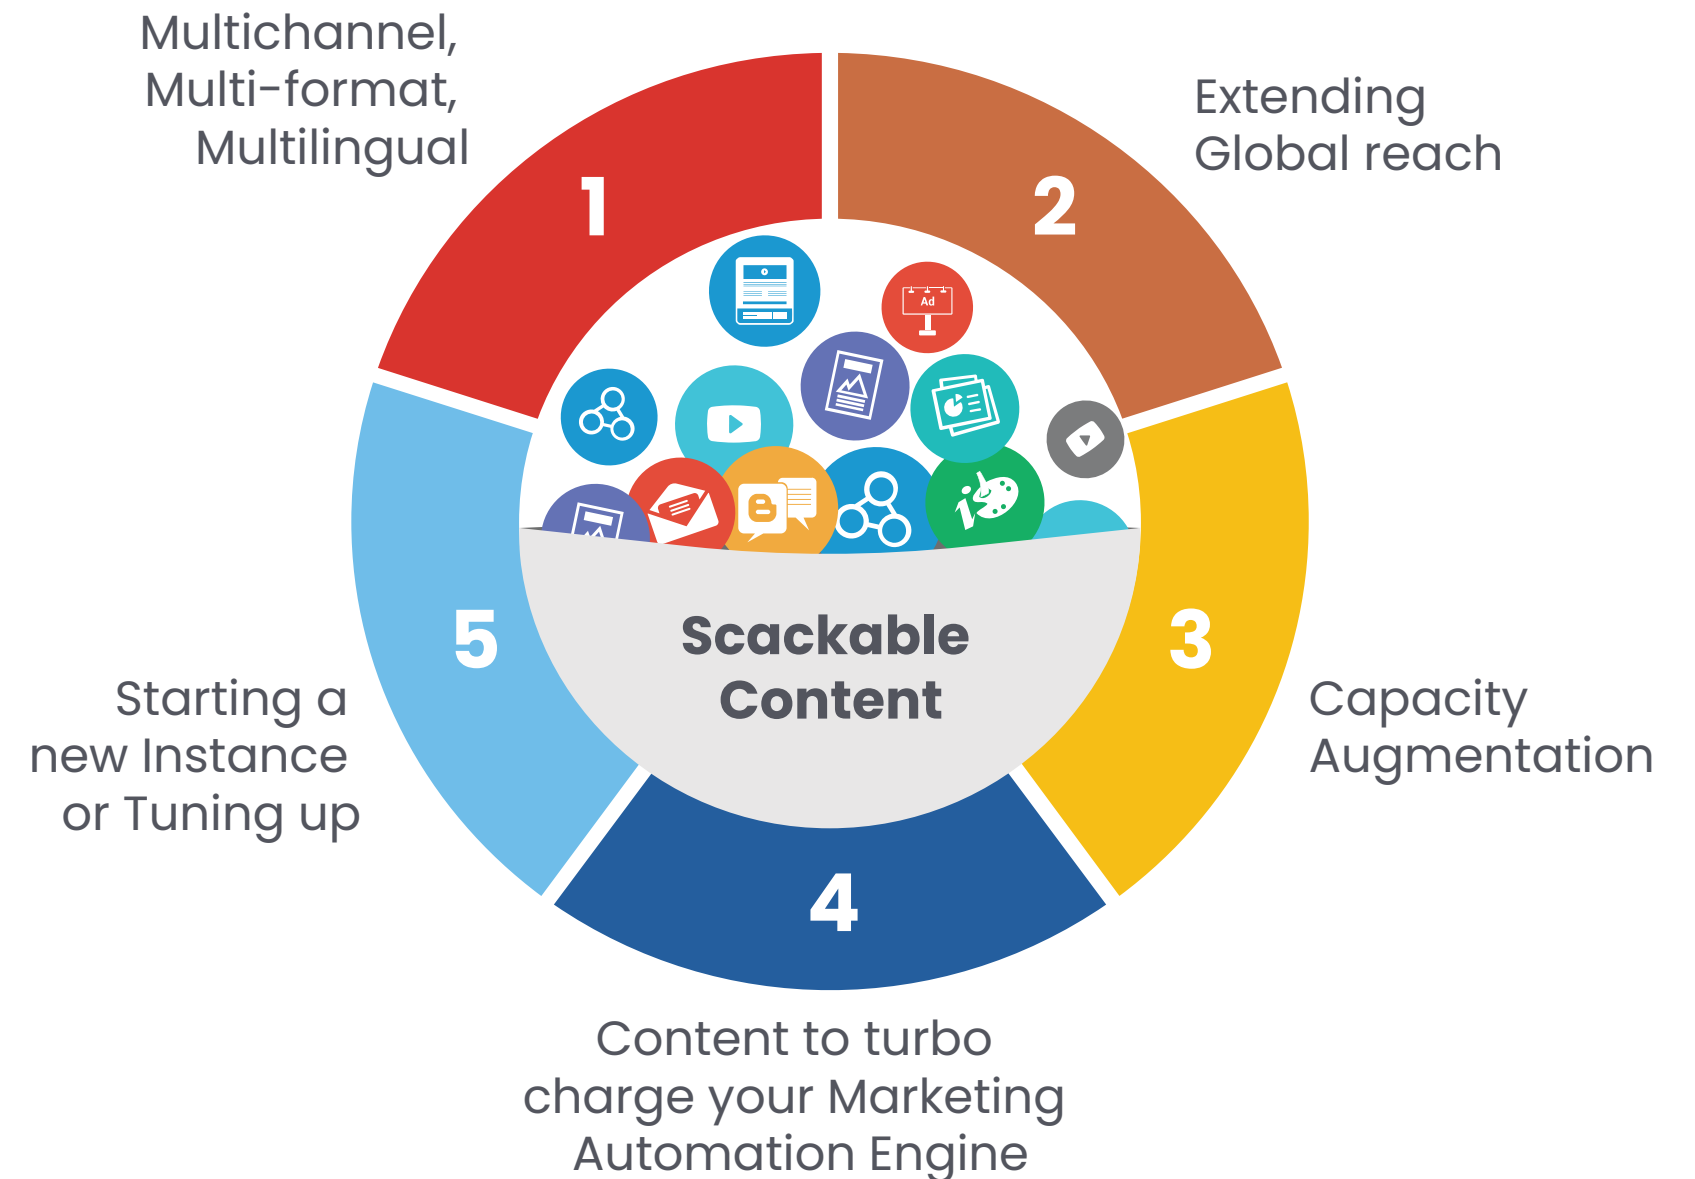 Multichannel,
Multi-format,
Multilingual
1
2
Extending
Global reach
Ad
Scackable
Content
3
Capacity
Augmentation
4
Content to turbo
charge your Marketing
Automation Engine
5
Starting a
new Instance
or Tuning up
B
i